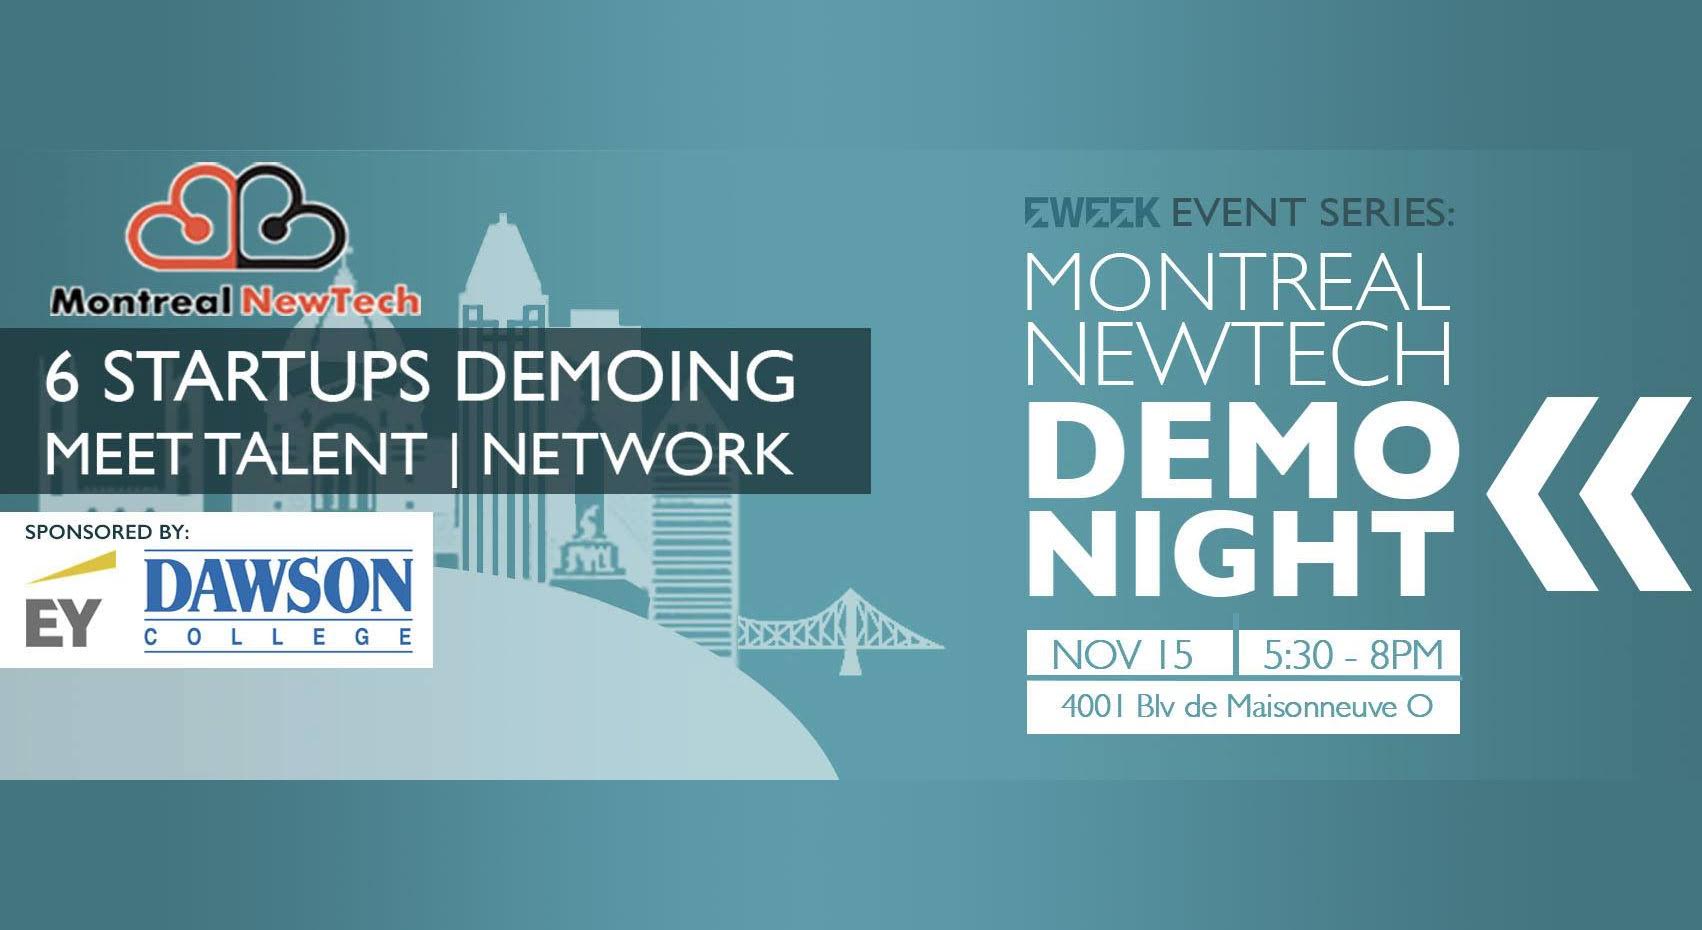 Montreal NewTech
6 STARTUPS DEMOING
MEET TALENT | NETWORK
SPONSORED BY:
EY
DAWSON
COLLEGE
EWEEK EVENT SERIES:
MONTREAL
NEWTECH
DEMO
NIGHT
NOV 15
5:30 - 8PM
4001 Blv de Maisonneuve O